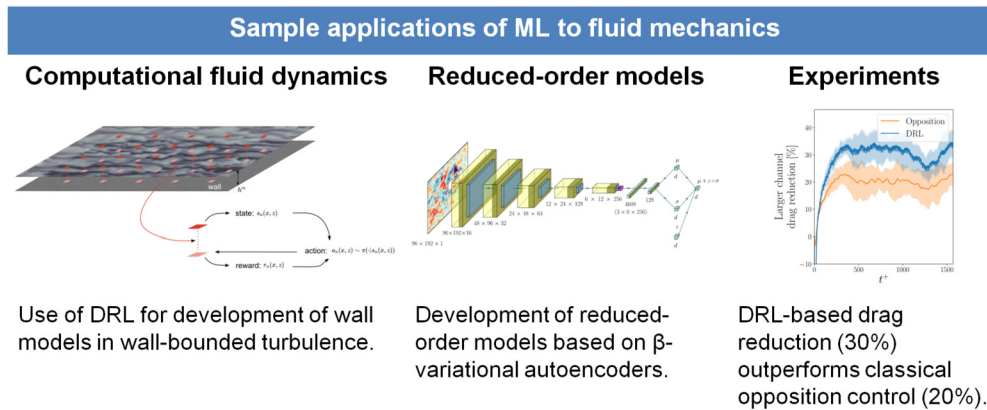 Sample applications of ML to fluid mechanics
Computational fluid dynamics
wall
hᵐ
state: sₙ(x, z)
action: aₙ(x, z) ∼ π(·|sₙ(x, z))
reward: rₙ(x, z)
Use of DRL for development of wall
models in wall-bounded turbulence.
Reduced-order models
96 × 192 × 1
96×192×16
48 × 96 × 32
24 × 48 × 64
12 × 24 × 128
6 × 12 × 256
4608
(3 × 6 × 256)
128
μ
d
σ
d
ε
d
μ + ε∘σ
d
Development of reduced-
order models based on β-
variational autoencoders.
Experiments
Larger channel
drag reduction [%]
40
30
20
10
0
−10
Opposition
DRL
0
500
1000
1500
t⁺
DRL-based drag
reduction (30%)
outperforms classical
opposition control (20%).